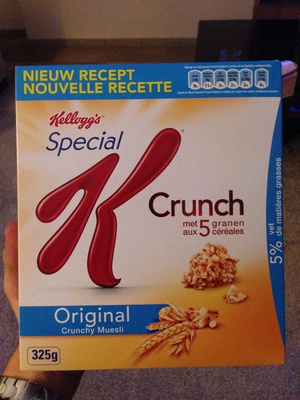 NIEUW RECEPT
NOUVELLE RECETTE
Kellogg's
Special
K
Crunch
met 5 granen
aux 5 céréales
Original
Crunchy Muesli
325g
5% vet
de matières grasses